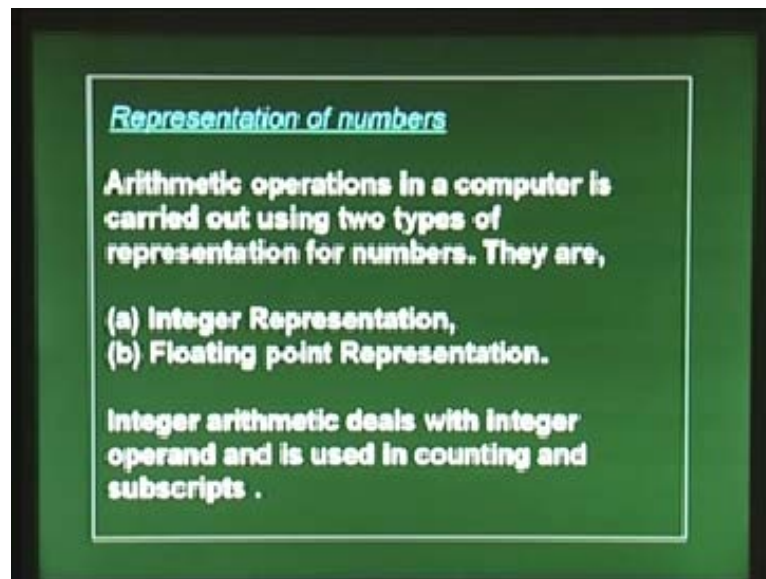 Representation of numbers
Arithmetic operations in a computer is
carried out using two types of
representation for numbers. They are,
(a) Integer Representation,
(b) Floating point Representation.
Integer arithmetic deals with integer
operand and is used in counting and
subscripts .